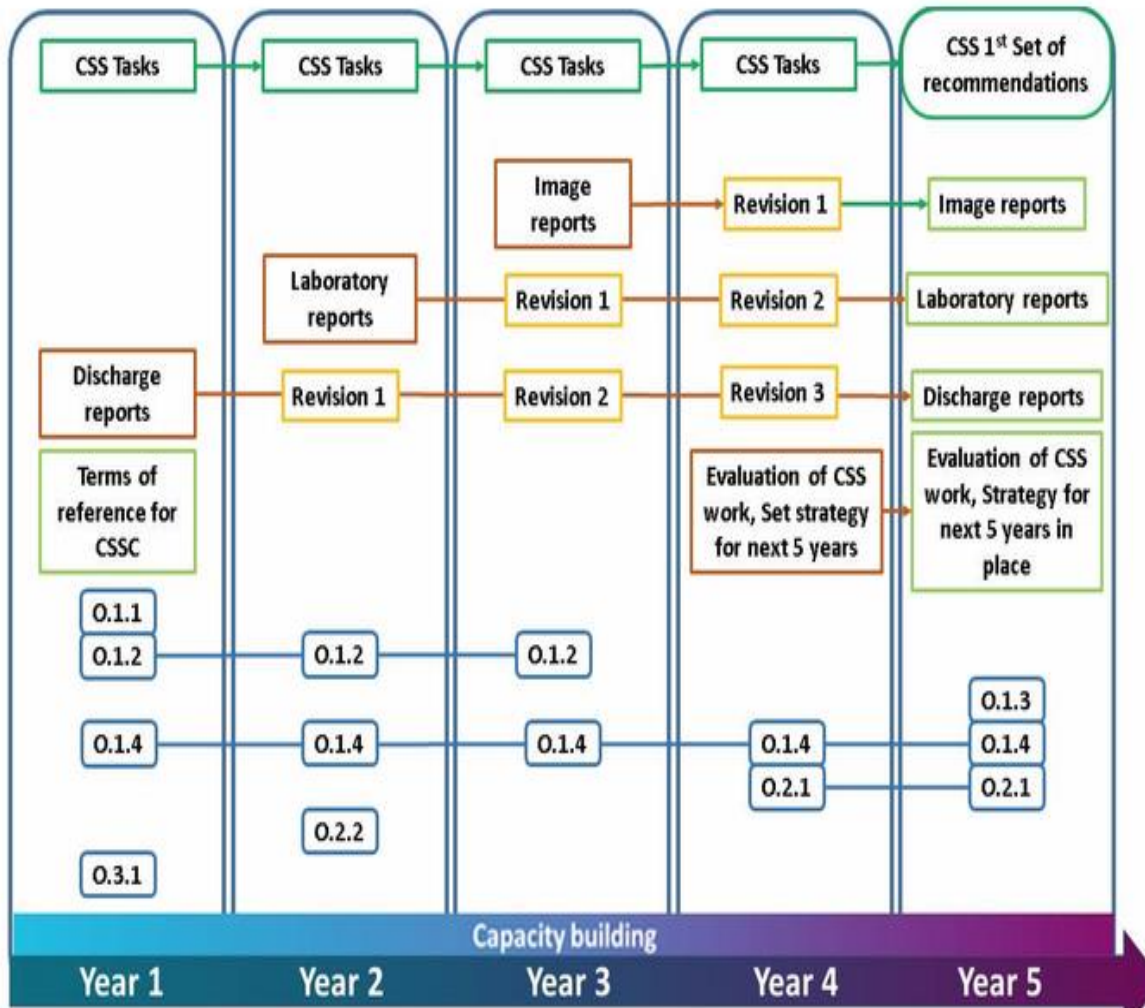 CSS Tasks
CSS Tasks
CSS Tasks
CSS Tasks
CSS 1st Set of
recommendations
Image
reports
Revision 1
Image reports
Laboratory
reports
Revision 1
Revision 2
Laboratory reports
Discharge
reports
Revision 1
Revision 2
Revision 3
Discharge reports
Terms of
reference for
CSSC
Evaluation of CSS
work, Set strategy
for next 5 years
Evaluation of CSS
work, Strategy for
next 5 years in
place
O.1.1
O.1.2
O.1.2
O.1.2
O.1.3
O.1.4
O.1.4
O.1.4
O.1.4
O.1.4
O.2.1
O.2.1
O.2.2
O.3.1
Capacity building
Year 1
Year 2
Year 3
Year 4
Year 5